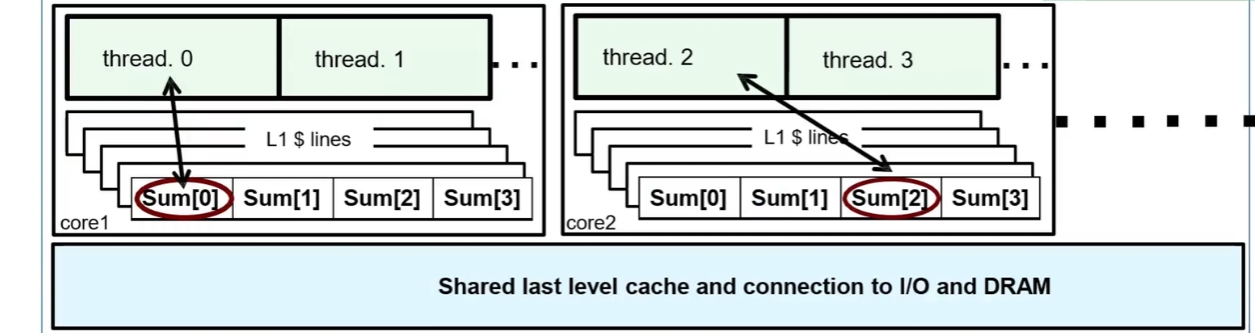 thread. 0
thread. 1
...
L1 $ lines
Sum[0] Sum[1] Sum[2] Sum[3]
core1
thread. 2
thread. 3
...
L1 $ lines
Sum[0] Sum[1] Sum[2] Sum[3]
core2
Shared last level cache and connection to I/O and DRAM